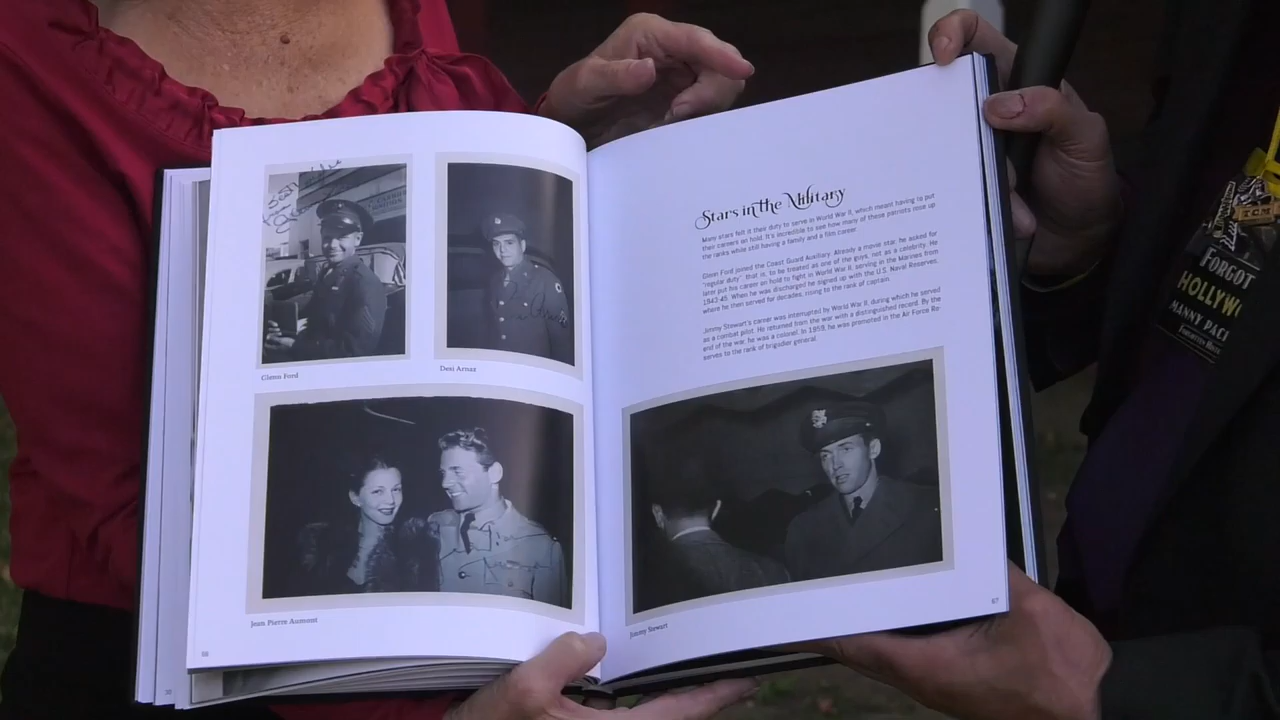 Glenn Ford
Desi Arnaz
Jean Pierre Aumont
66
Stars in the Military
Many stars felt it their duty to serve in World War II, which meant having to put
their careers on hold. It's incredible to see how many of these patriots rose up
the ranks while still having a family and a film career.
Glenn Ford joined the Coast Guard Auxiliary. Already a movie star, he asked for
"regular duty" that is, to be treated as one of the guys, not as a celebrity. He
later put his career on hold to fight in World War II, serving in the Marines from
1943-45. When he was discharged he signed up with the U.S. Naval Reserves,
where he then served for decades, rising to the rank of captain.
Jimmy Stewart's career was interrupted by World War II, during which he served
as a combat pilot. He returned from the war with a distinguished record. By the
end of the war, he was a colonel. In 1959, he was promoted in the Air Force Re-
serves to the rank of brigadier general.
Jimmy Stewart
67
TCM
FORGOT
HOLLYW
MANNY PAC